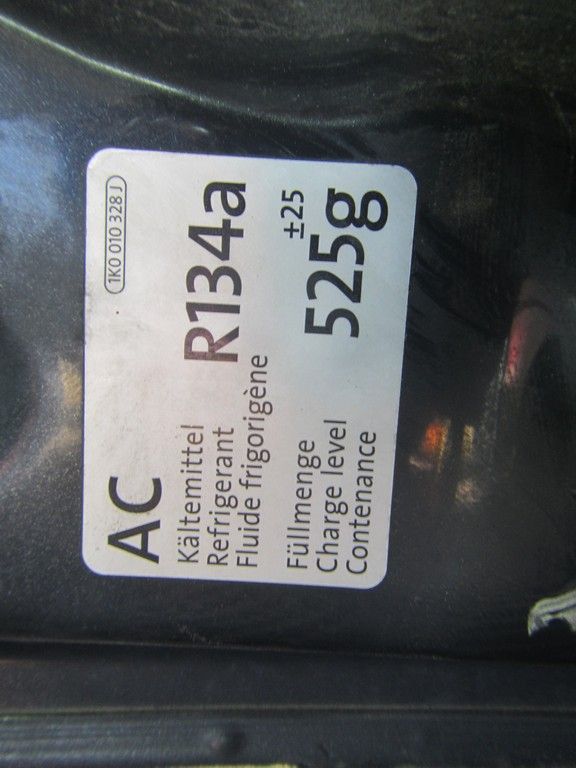 AC
1K0 010 328 J
Kältemittel
Refrigerant
Fluide frigorigène
R134a
Füllmenge
Charge level
Contenance
±25
525g